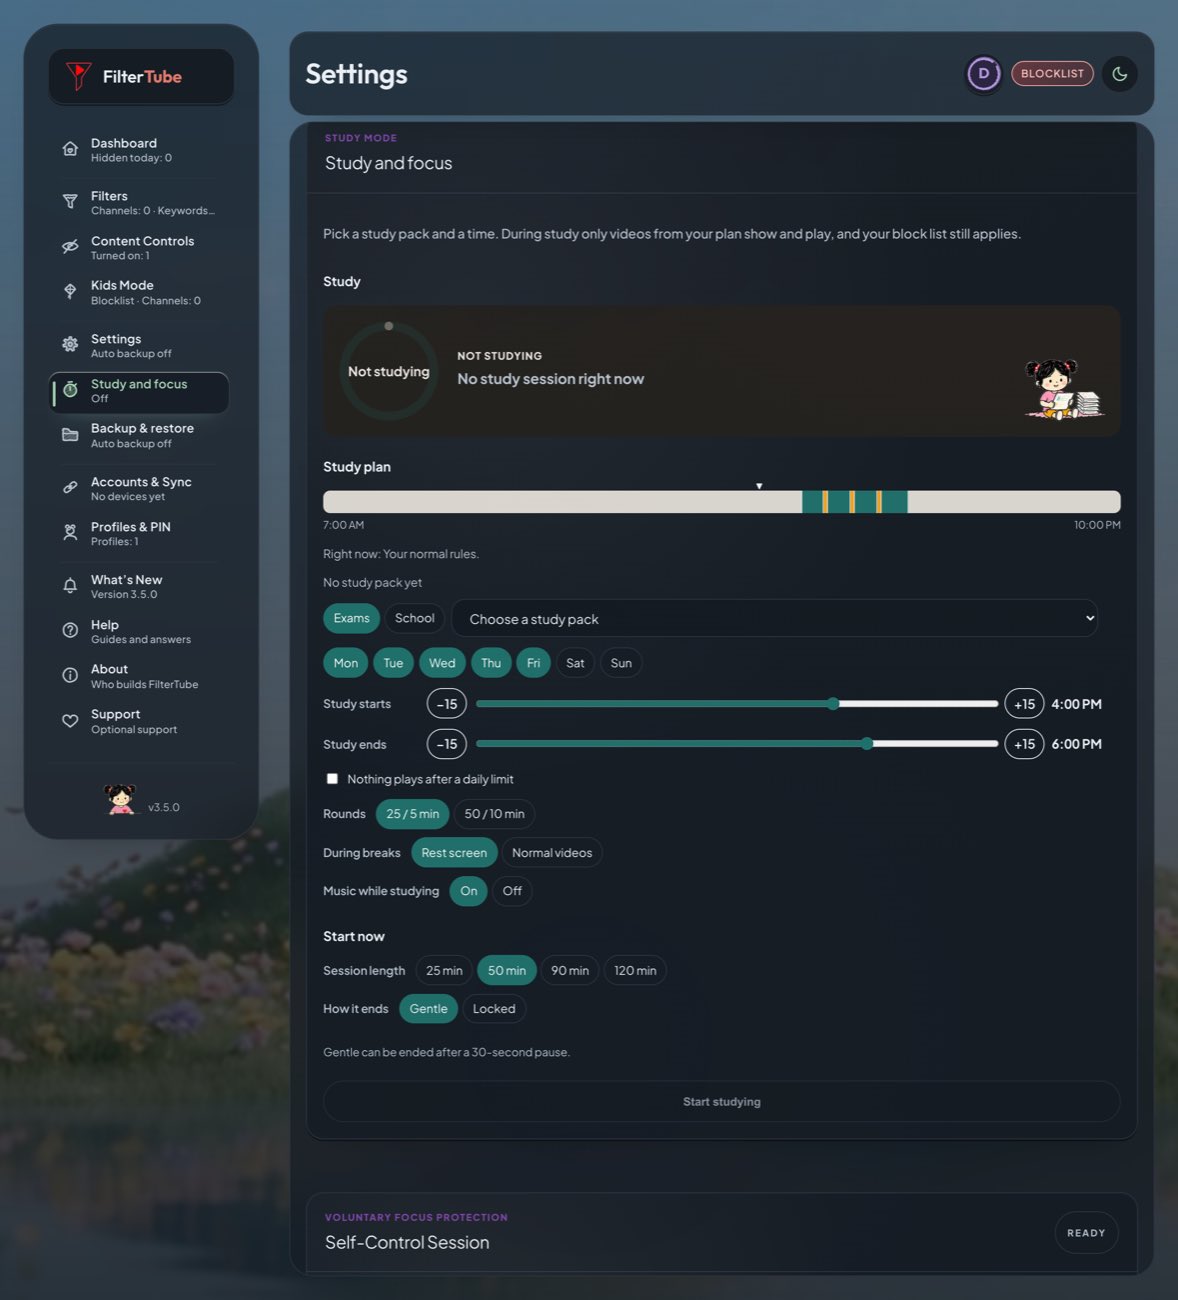 FilterTube
Dashboard
Hidden today: 0
Filters
Channels: 0 · Keywords...
Content Controls
Turned on: 1
Kids Mode
Blocklist · Channels: 0
Settings
Auto backup off
Study and focus
Off
Backup & restore
Auto backup off
Accounts & Sync
No devices yet
Profiles & PIN
Profiles: 1
What's New
Version 3.5.0
Help
Guides and answers
About
Who builds FilterTube
Support
Optional support
v3.5.0
Settings
D
BLOCKLIST
STUDY MODE
Study and focus
Pick a study pack and a time. During study only videos from your plan show and play, and your block list still applies.
Study
Not studying
NOT STUDYING
No study session right now
Study plan
7:00 AM
10:00 PM
Right now: Your normal rules.
No study pack yet
Exams School Choose a study pack
Mon Tue Wed Thu Fri Sat Sun
Study starts −15 +15 4:00 PM
Study ends −15 +15 6:00 PM
Nothing plays after a daily limit
Rounds 25 / 5 min 50 / 10 min
During breaks Rest screen Normal videos
Music while studying On Off
Start now
Session length 25 min 50 min 90 min 120 min
How it ends Gentle Locked
Gentle can be ended after a 30-second pause.
Start studying
VOLUNTARY FOCUS PROTECTION
Self-Control Session
READY